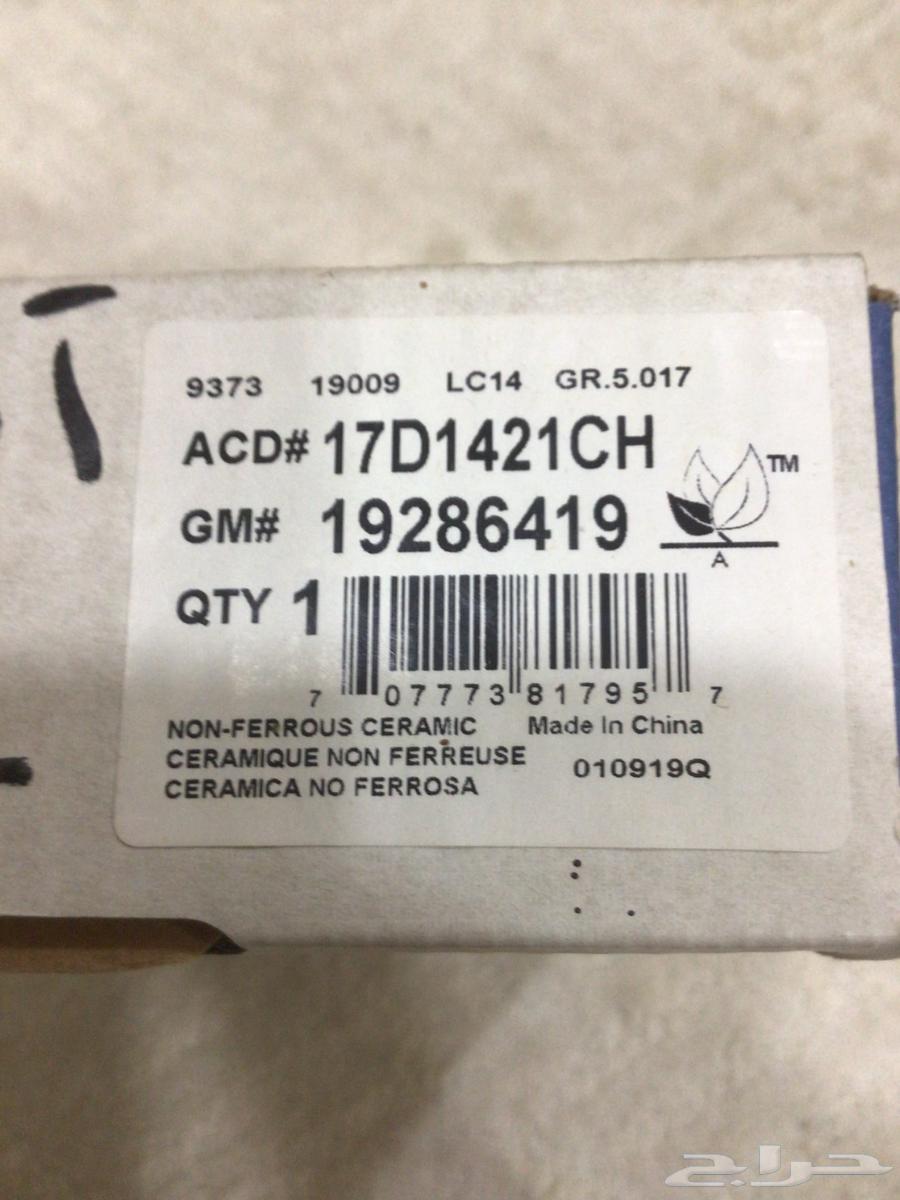 9373 19009 LC14 GR.5.017
ACD# 17D1421CH
GM# 19286419
TM
A
QTY 1
7 07773 81795 7
NON-FERROUS CERAMIC Made In China
CERAMIQUE NON FERREUSE
010919Q
CERAMICA NO FERROSA
حراج